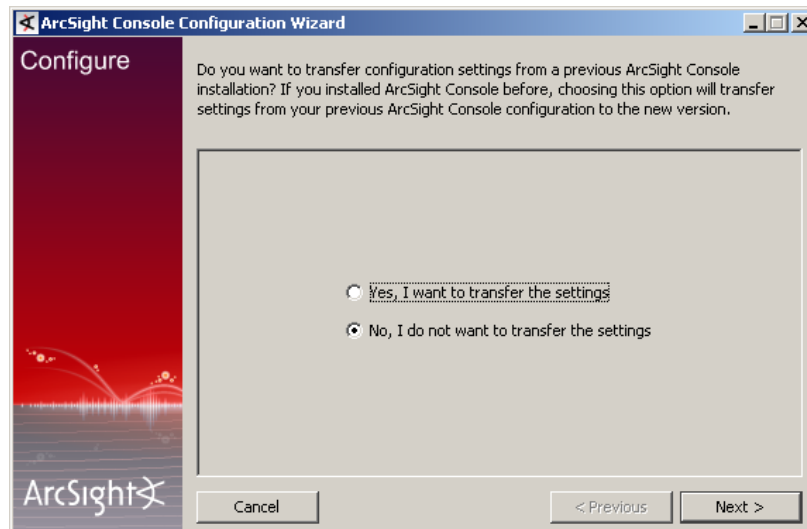 ArcSight Console Configuration Wizard
Configure
Do you want to transfer configuration settings from a previous ArcSight Console
installation? If you installed ArcSight Console before, choosing this option will transfer
settings from your previous ArcSight Console configuration to the new version.
Yes, I want to transfer the settings
No, I do not want to transfer the settings
ArcSight
Cancel
< Previous
Next >